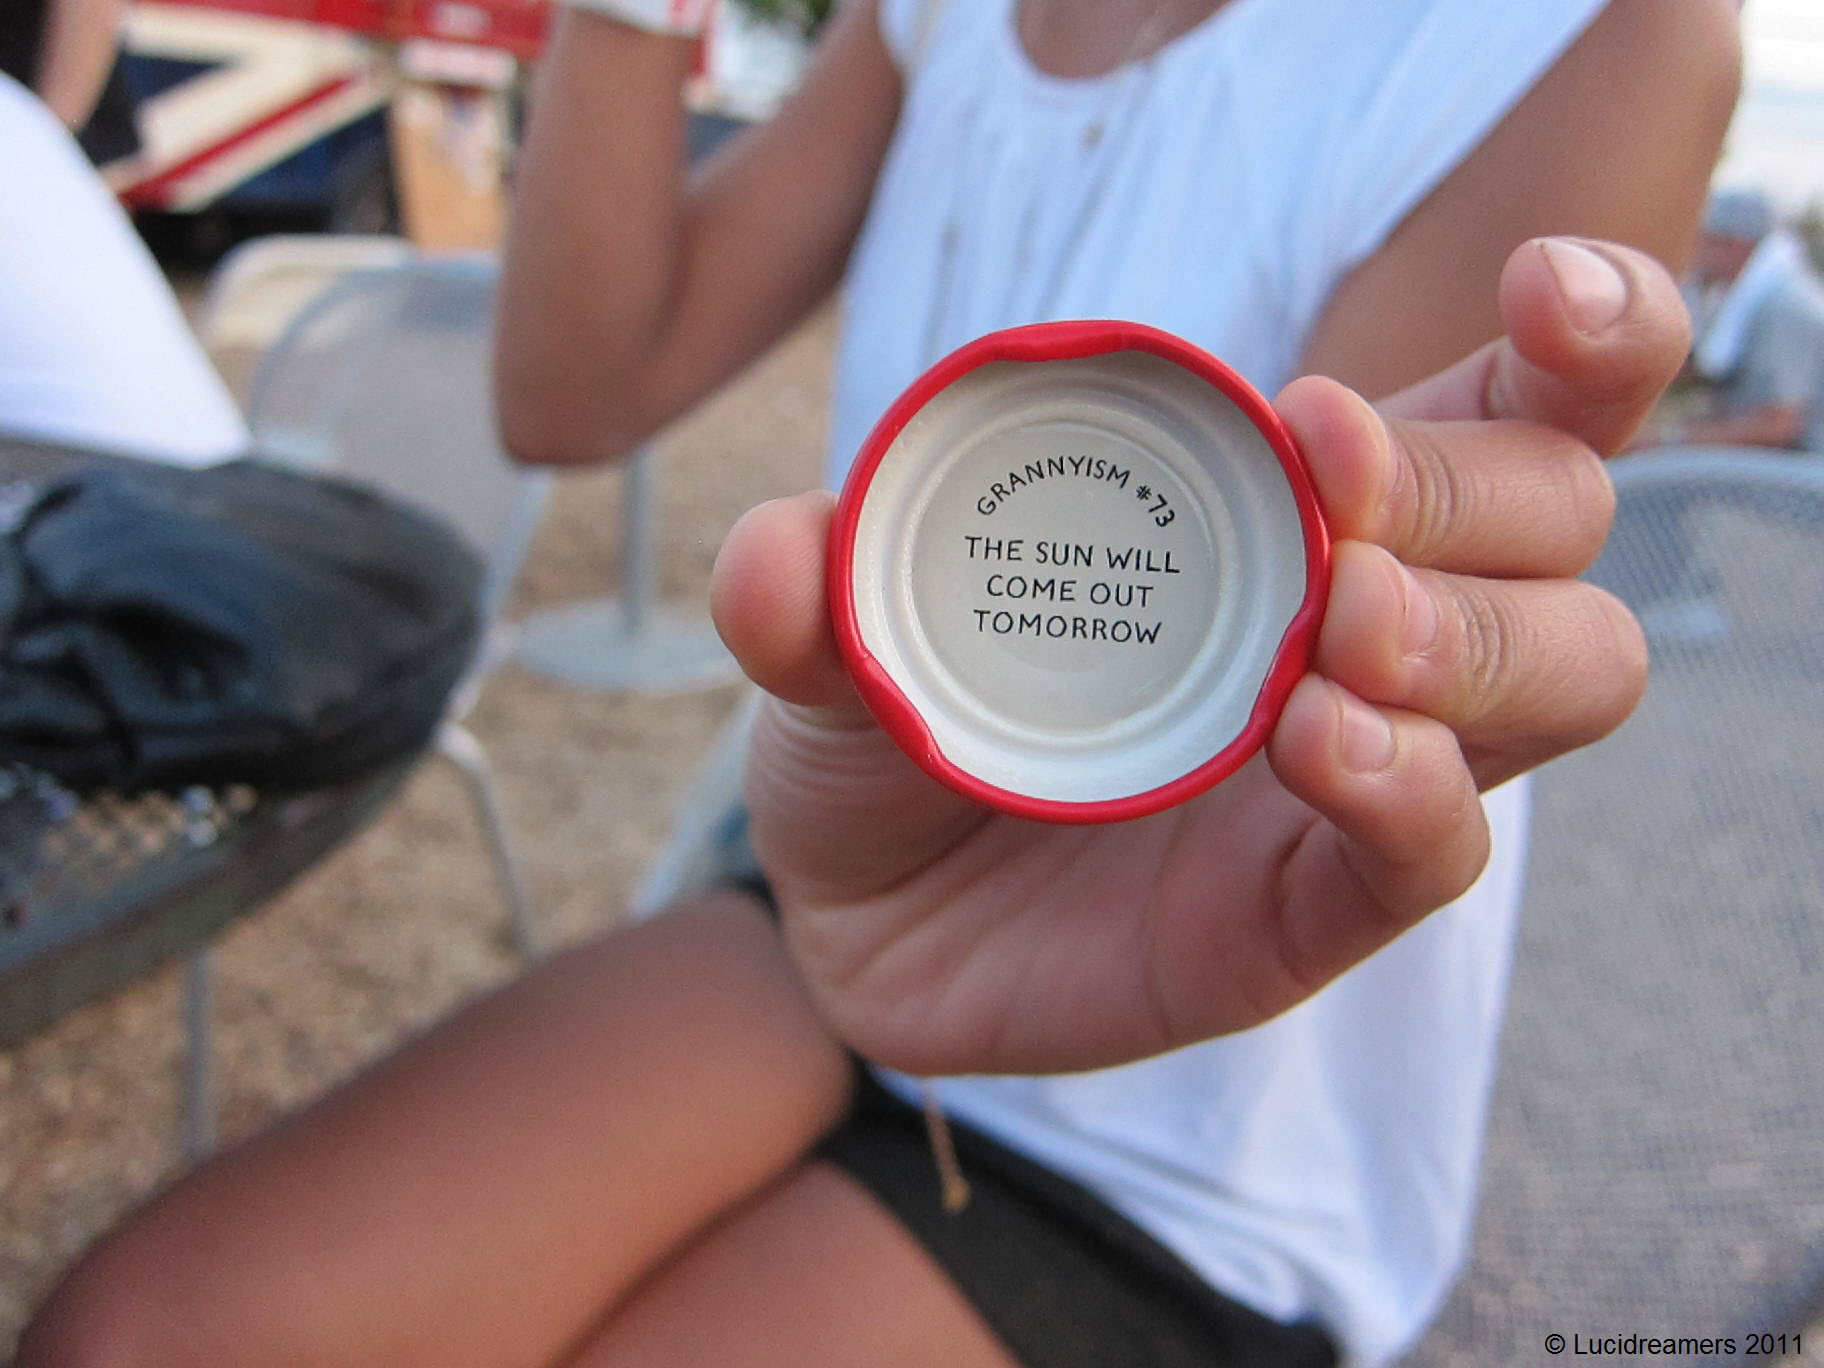 GRANNYISM #73
THE SUN WILL
COME OUT
TOMORROW
© Lucidreamers 2011